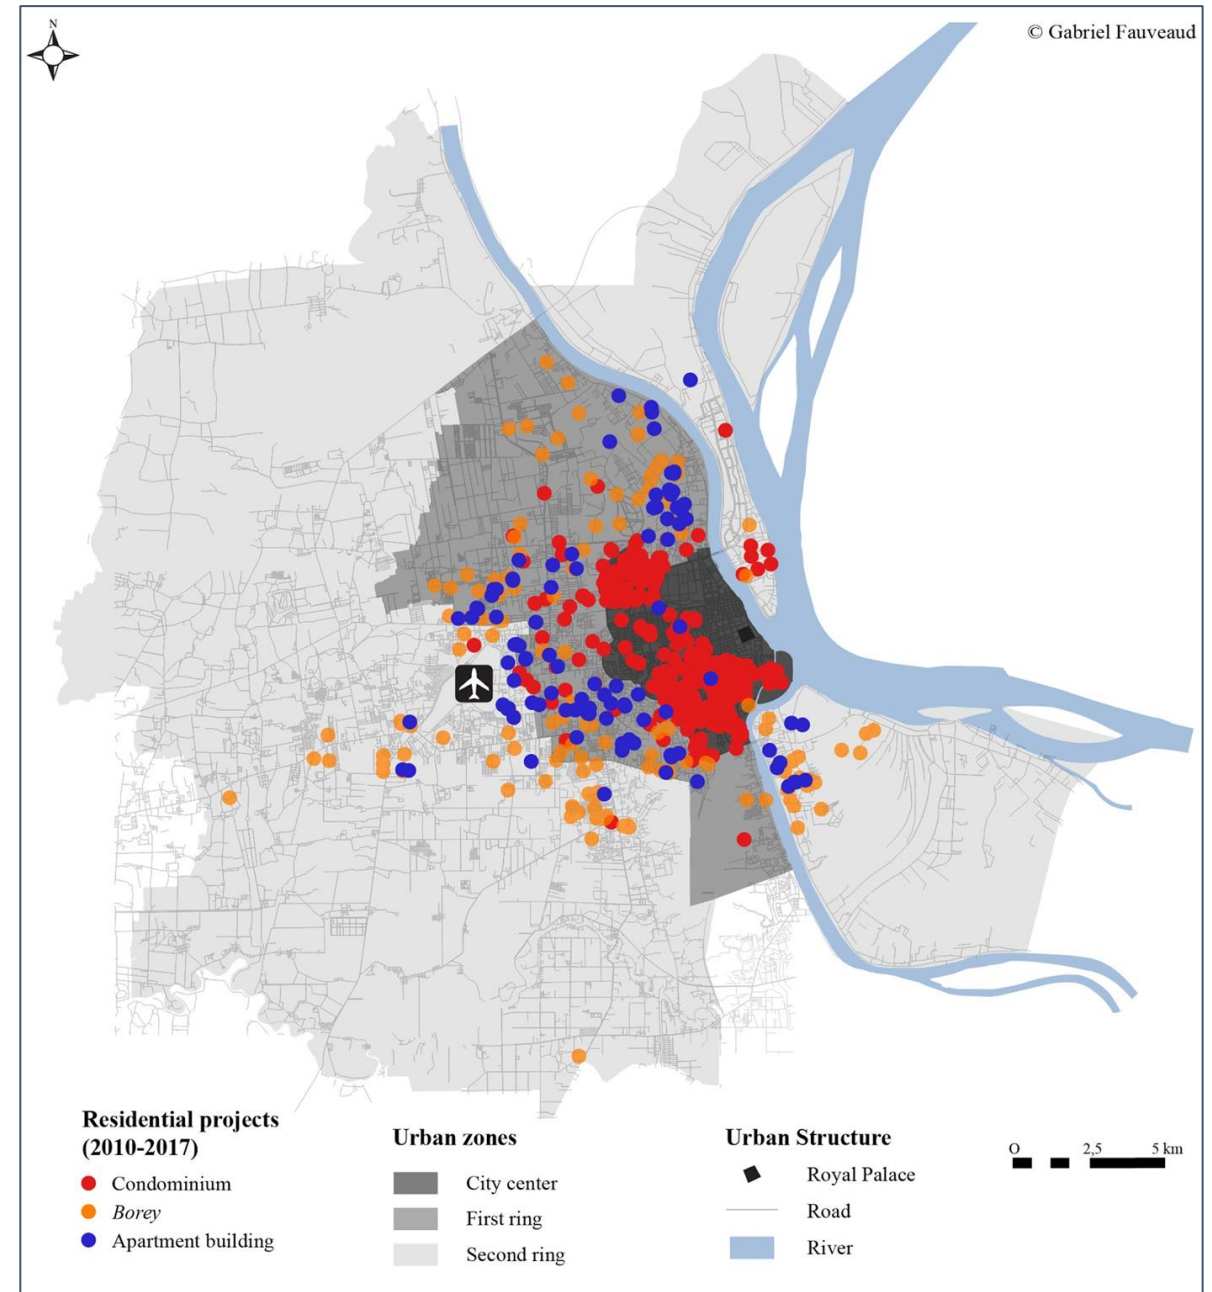 N
© Gabriel Fauveaud
Residential projects
(2010-2017)
Condominium
Borey
Apartment building
Urban zones
City center
First ring
Second ring
Urban Structure
Royal Palace
Road
River
O 2,5 5 km